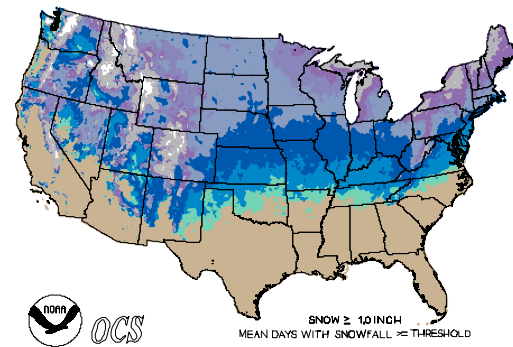 NOAA
OCS
SNOW ≥ 1.0 INCH
MEAN DAYS WITH SNOWFALL >= THRESHOLD